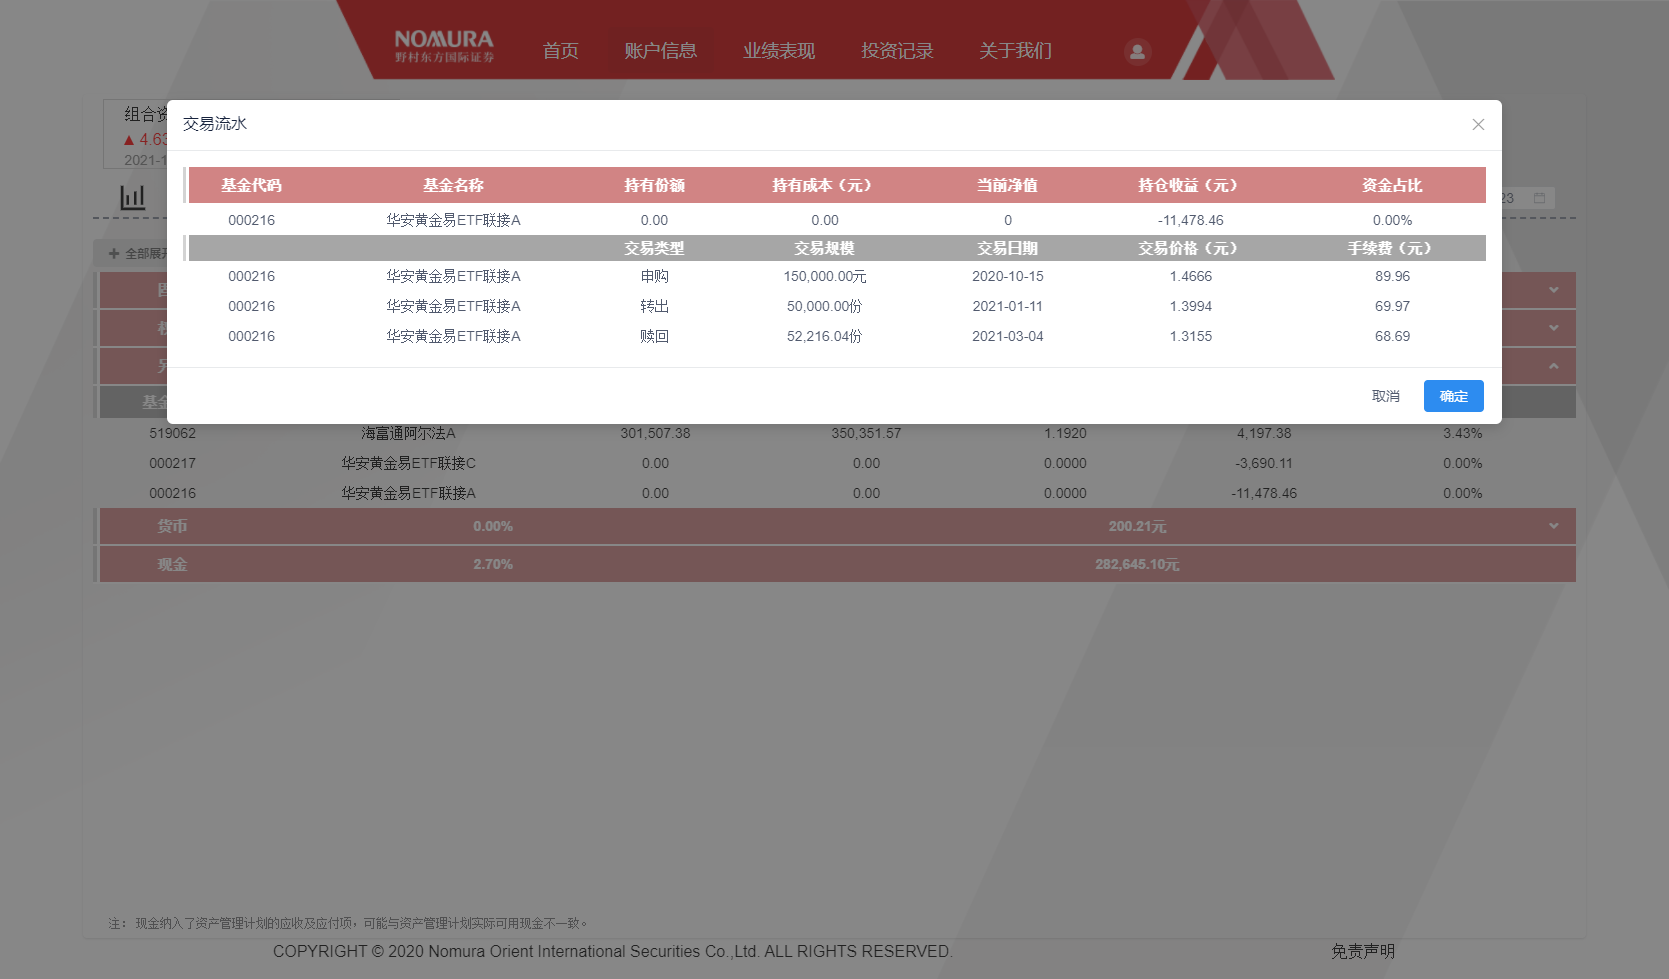 NOMURA
野村东方国际证券
首页 账户信息 业绩表现 投资记录 关于我们
组合资
▲ 4.63
2021-1
交易流水
基金代码 基金名称 持有份额 持有成本（元） 当前净值 持仓收益（元） 资金占比
000216 华安黄金易ETF联接A 0.00 0.00 0 -11,478.46 0.00%
交易类型 交易规模 交易日期 交易价格（元） 手续费（元）
000216 华安黄金易ETF联接A 申购 150,000.00元 2020-10-15 1.4666 89.96
000216 华安黄金易ETF联接A 转出 50,000.00份 2021-01-11 1.3994 69.97
000216 华安黄金易ETF联接A 赎回 52,216.04份 2021-03-04 1.3155 68.69
取消 确定
23
全部展开
基金
519062 海富通阿尔法A 301,507.38 350,351.57 1.1920 4,197.38 3.43%
000217 华安黄金易ETF联接C 0.00 0.00 0.0000 -3,690.11 0.00%
000216 华安黄金易ETF联接A 0.00 0.00 0.0000 -11,478.46 0.00%
货币 0.00% 200.21元
现金 2.70% 282,645.10元
注： 现金纳入了资产管理计划的应收及应付项，可能与资产管理计划实际可用现金不一致。
COPYRIGHT © 2020 Nomura Orient International Securities Co.,Ltd. ALL RIGHTS RESERVED. 免责声明